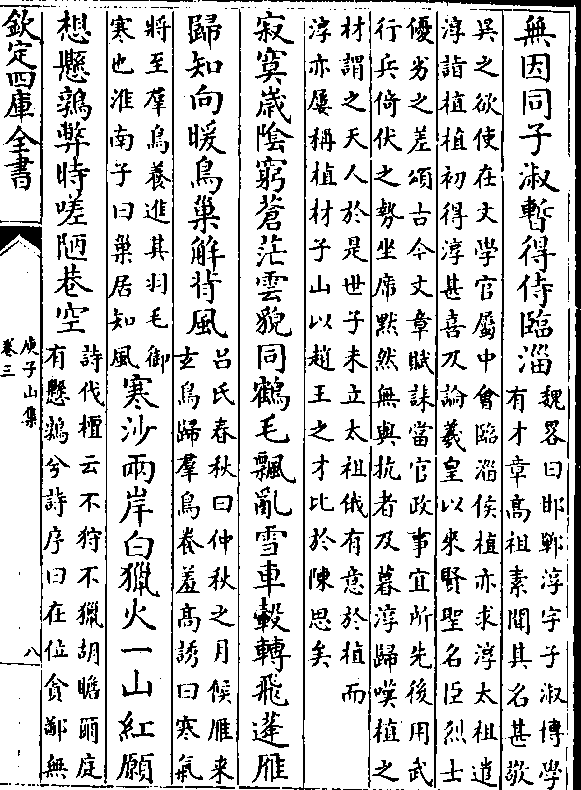 無因同子淑暫得侍臨淄魏畧曰邯鄲淳字子淑博學
有才章高祖素聞其名甚敬
異之欲使在文學官屬中會臨淄侯植亦求淳太祖遣
淳詣植植初得淳甚喜及論羲皇以來賢聖名臣烈士
優劣之差頌古今文章賦誄當官政事宜所先後用武
行兵倚伏之勢坐席默然無與抗者及暮淳歸嘆植之
材謂之天人於是世子未立太祖俄有意於植而
淳亦屢稱植材子山以趙王之才比於陳思矣
寂寞歲陰窮蒼茫雲貌同鶴毛飄亂雪車轂轉飛蓬雁
歸知向暖鳥巢解背風呂氏春秋曰仲秋之月候雁来
玄鳥歸羣鳥養羞高誘曰寒氣
將至羣鳥養進其羽毛御
寒也淮南子曰巢居知風寒沙兩岸白獵火一山紅願
想懸鶉弊時嗟陋巷空詩伐檀云不狩不獵胡瞻爾庭
有懸鶉兮詩序曰在位貪鄙無
欽定四庫全書
庾子山集
卷三
八